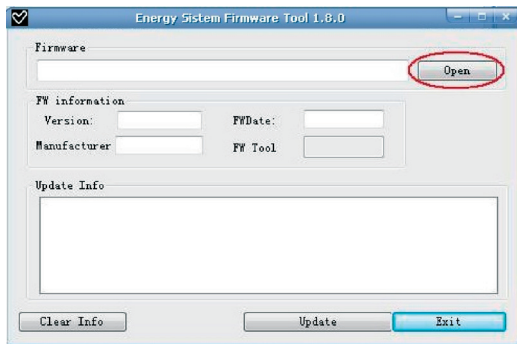 Energy Sistem Firmware Tool 1.8.0
Firmware
Open
FW information
Version:
FWDate:
Manufacturer
FW Tool
Update Info
Clear Info
Update
Exit